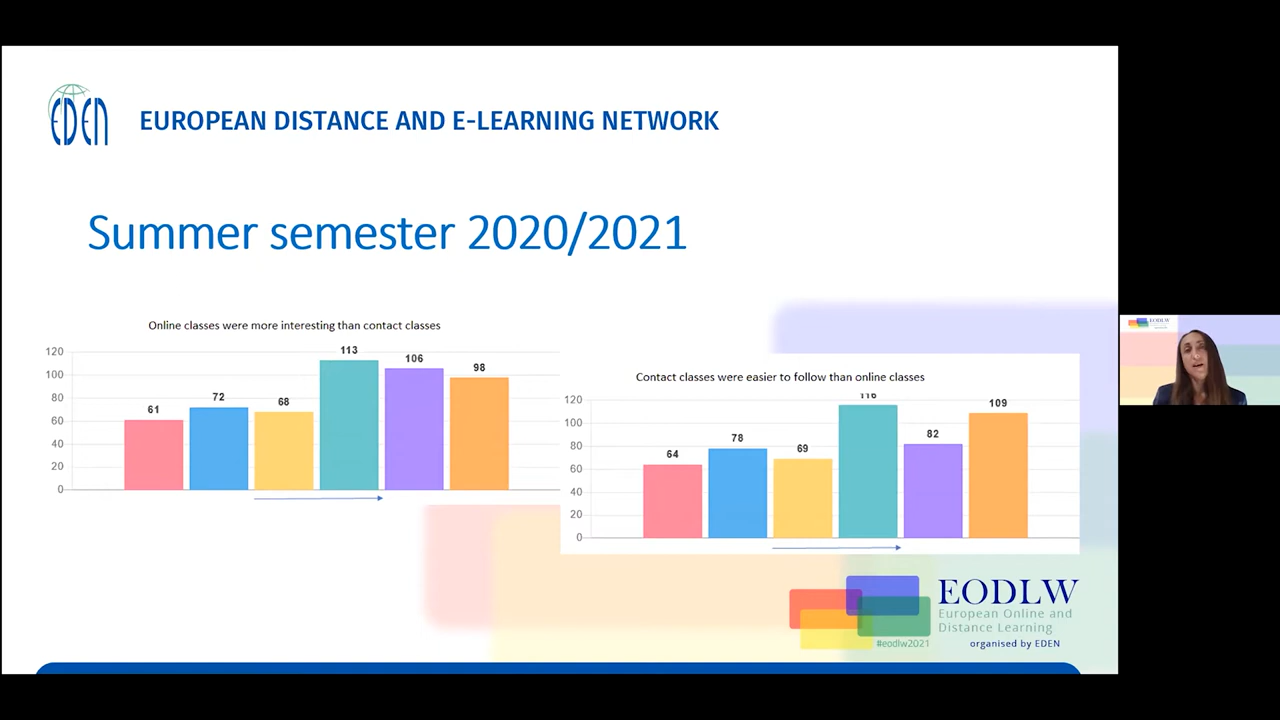 EDEN
EUROPEAN DISTANCE AND E-LEARNING NETWORK
Summer semester 2020/2021
Online classes were more interesting than contact classes
120
100
80
60
40
20
0
61
72
68
113
106
98
Contact classes were easier to follow than online classes
120
100
80
60
40
20
0
64
78
69
116
82
109
EODLW
European Online and
Distance Learning
#eodlw2021
organised by EDEN
EODLW